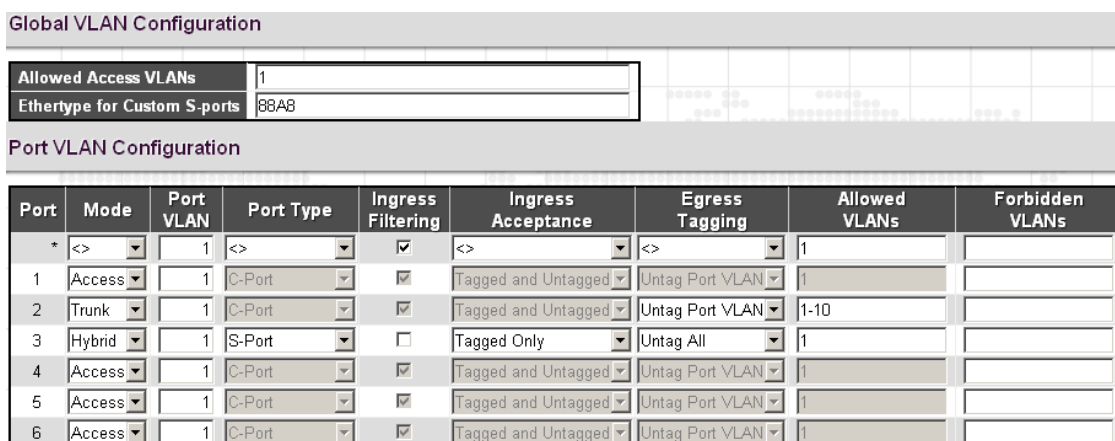 Global VLAN Configuration
Allowed Access VLANs 1
Ethertype for Custom S-ports 88A8
Port VLAN Configuration
Port Mode Port VLAN Port Type Ingress Filtering Ingress Acceptance Egress Tagging Allowed VLANs Forbidden VLANs
* <> 1 <> <> <> 1
1 Access 1 C-Port Tagged and Untagged Untag Port VLAN 1
2 Trunk 1 C-Port Tagged and Untagged Untag Port VLAN 1-10
3 Hybrid 1 S-Port Tagged Only Untag All 1
4 Access 1 C-Port Tagged and Untagged Untag Port VLAN 1
5 Access 1 C-Port Tagged and Untagged Untag Port VLAN 1
6 Access 1 C-Port Tagged and Untagged Untag Port VLAN 1